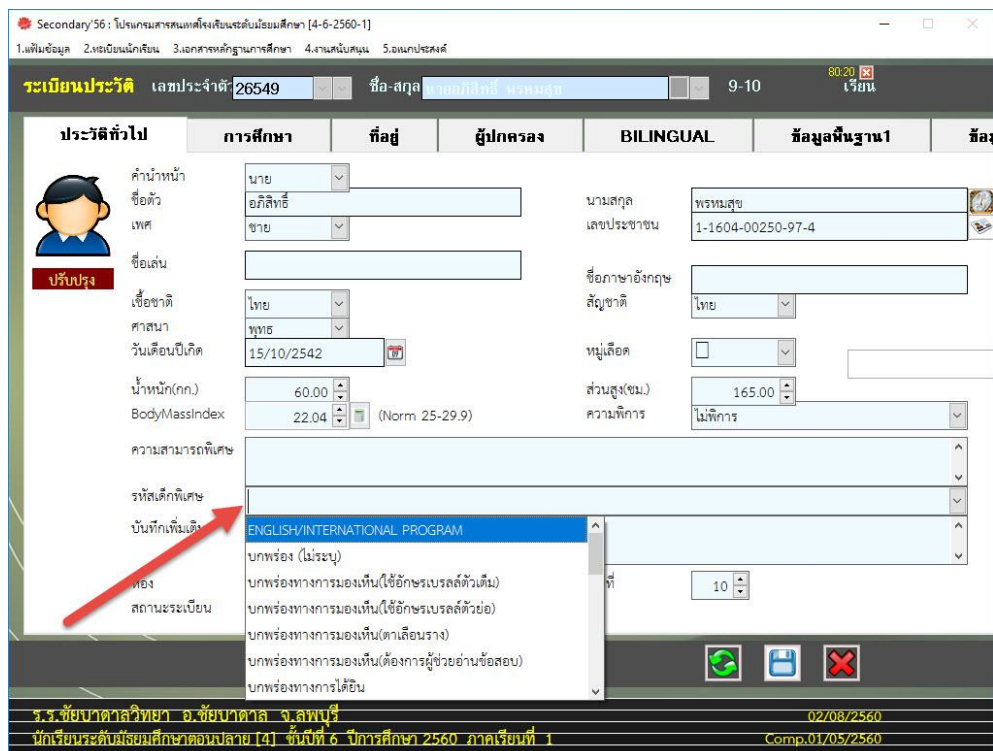 Secondary'56 : โปรแกรมสารสนเทศโรงเรียนระดับมัธยมศึกษา [4-6-2560-1]
1.แฟ้มข้อมูล 2.ทะเบียนนักเรียน 3.เอกสารหลักฐานการศึกษา 4.งานสนับสนุน 5.อเนกประสงค์
ระเบียนประวัติ เลขประจำตัว 26549 ชื่อ-สกุล นายอภิสิทธิ์ พรหมสุข 9-10 80:20 เรียน
ประวัติทั่วไป การศึกษา ที่อยู่ ผู้ปกครอง BILINGUAL ข้อมูลพื้นฐาน1 ข้อมู
คำนำหน้า นาย
ชื่อตัว อภิสิทธิ์ นามสกุล พรหมสุข
เพศ ชาย เลขประชาชน 1-1604-00250-97-4
ชื่อเล่น ชื่อภาษาอังกฤษ
ปรับปรุง
เชื้อชาติ ไทย สัญชาติ ไทย
ศาสนา พุทธ
วันเดือนปีเกิด 15/10/2542 หมู่เลือด
น้ำหนัก(กก.) 60.00 ส่วนสูง(ซม.) 165.00
BodyMassIndex 22.04 (Norm 25-29.9) ความพิการ ไม่พิการ
ความสามารถพิเศษ
รหัสเด็กพิเศษ
บันทึกเพิ่มเติม
ENGLISH/INTERNATIONAL PROGRAM
บกพร่อง (ไม่ระบุ)
บกพร่องทางการมองเห็น(ใช้อักษรเบรลล์ตัวเต็ม)
ห้อง ที่ 10
บกพร่องทางการมองเห็น(ใช้อักษรเบรลล์ตัวย่อ)
สถานะระเบียน
บกพร่องทางการมองเห็น(ตาเลือนราง)
บกพร่องทางการมองเห็น(ต้องการผู้ช่วยอ่านข้อสอบ)
บกพร่องทางการได้ยิน
ร.ร.ชัยบาดาลวิทยา อ.ชัยบาดาล จ.ลพบุรี 02/08/2560
นักเรียนระดับมัธยมศึกษาตอนปลาย [4] ชั้นปีที่ 6 ปีการศึกษา 2560 ภาคเรียนที่ 1 Comp.01/05/2560